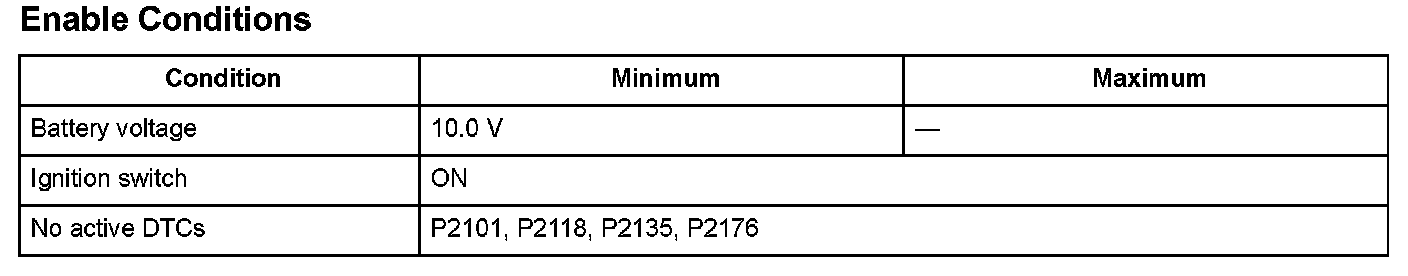 Enable Conditions
Condition Minimum Maximum
Battery voltage 10.0 V —
Ignition switch ON
No active DTCs P2101, P2118, P2135, P2176